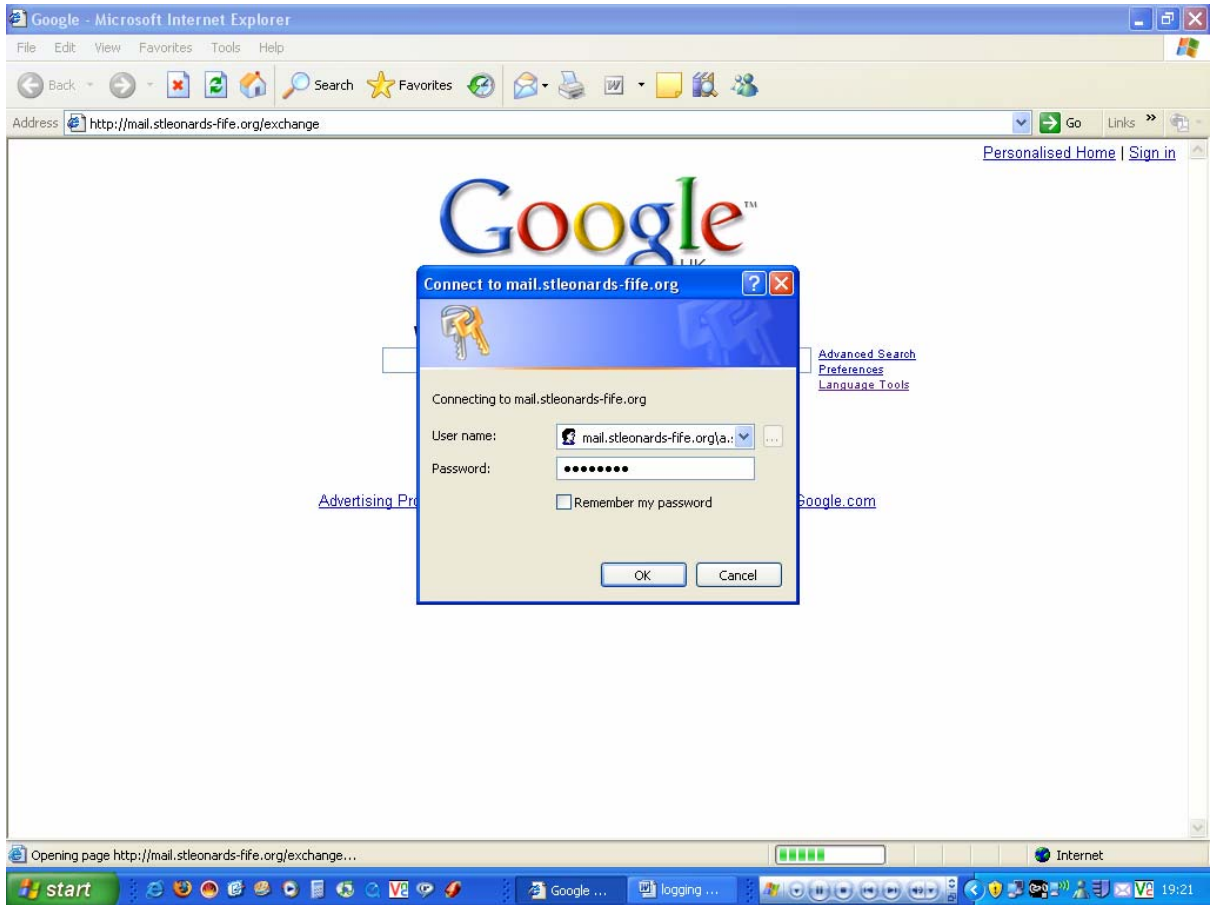 Google - Microsoft Internet Explorer
File Edit View Favorites Tools Help
Back Search Favorites
Address http://mail.stleonards-fife.org/exchange Go Links »
Personalised Home | Sign in
Google™
UK
Connect to mail.stleonards-fife.org
Advanced Search
Preferences
Language Tools
Connecting to mail.stleonards-fife.org
User name: mail.stleonards-fife.org\a.:
Password: ••••••••
Remember my password
Advertising Google.com
OK Cancel
Opening page http://mail.stleonards-fife.org/exchange... Internet
start Google ... logging ... 19:21